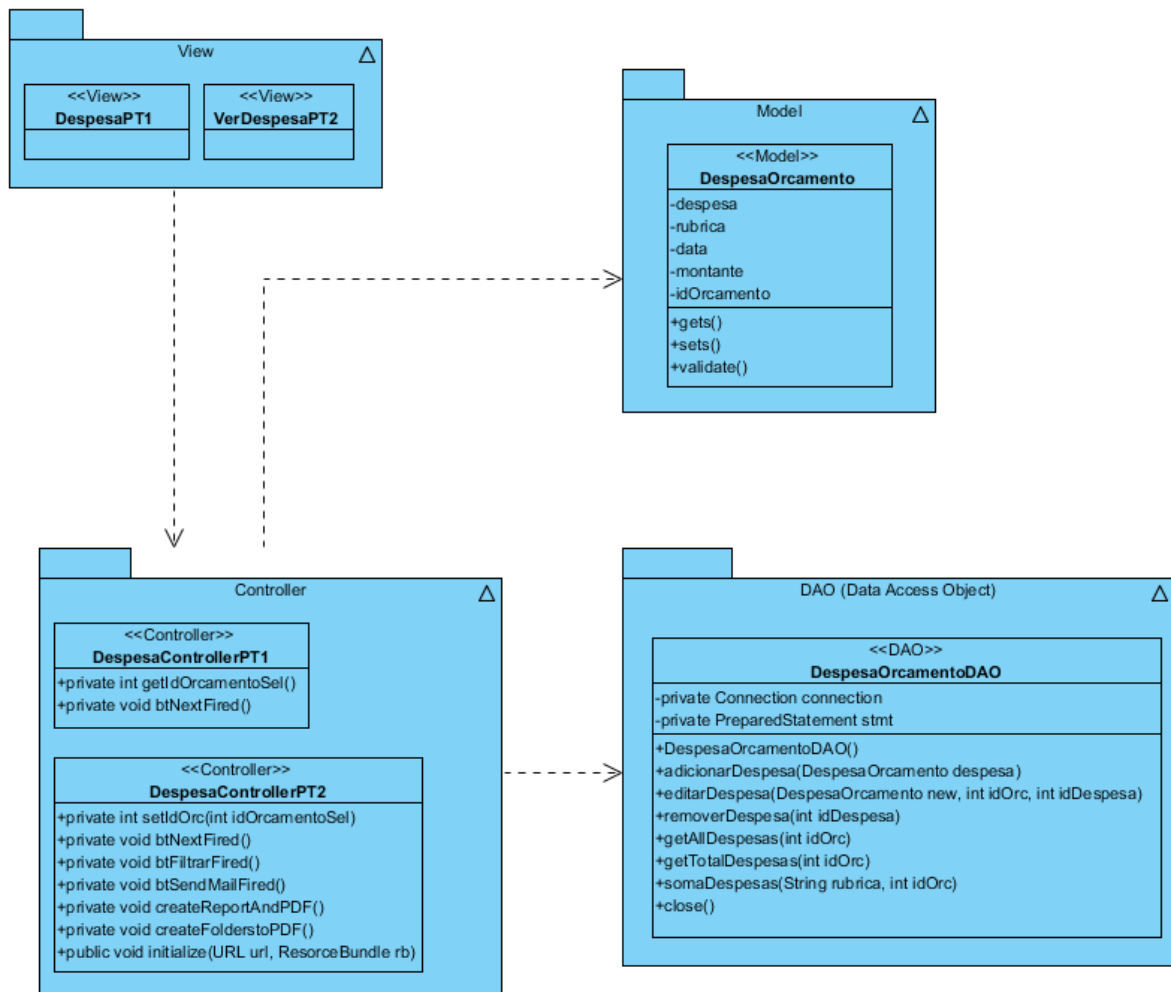 View
<<View>>
DespesaPT1
<<View>>
VerDespesaPT2
Model
<<Model>>
DespesaOrcamento
-despesa
-rubrica
-data
-montante
-idOrcamento
+gets()
+sets()
+validate()
Controller
<<Controller>>
DespesaControllerPT1
+private int getIdOrcamentoSel()
+private void btNextFired()
<<Controller>>
DespesaControllerPT2
+private int setIdOrc(int idOrcamentoSel)
+private void btNextFired()
+private void btFiltrarFired()
+private void btSendMailFired()
+private void createReportAndPDF()
+private void createFolderstoPDF()
+public void initialize(URL url, ResorceBundle rb)
DAO (Data Access Object)
<<DAO>>
DespesaOrcamentoDAO
-private Connection connection
-private PreparedStatement stmt
+DespesaOrcamentoDAO()
+adicionarDespesa(DespesaOrcamento despesa)
+editarDespesa(DespesaOrcamento new, int idOrc, int idDespesa)
+removerDespesa(int idDespesa)
+getAllDespesas(int idOrc)
+getTotalDespesas(int idOrc)
+somaDespesas(String rubrica, int idOrc)
+close()